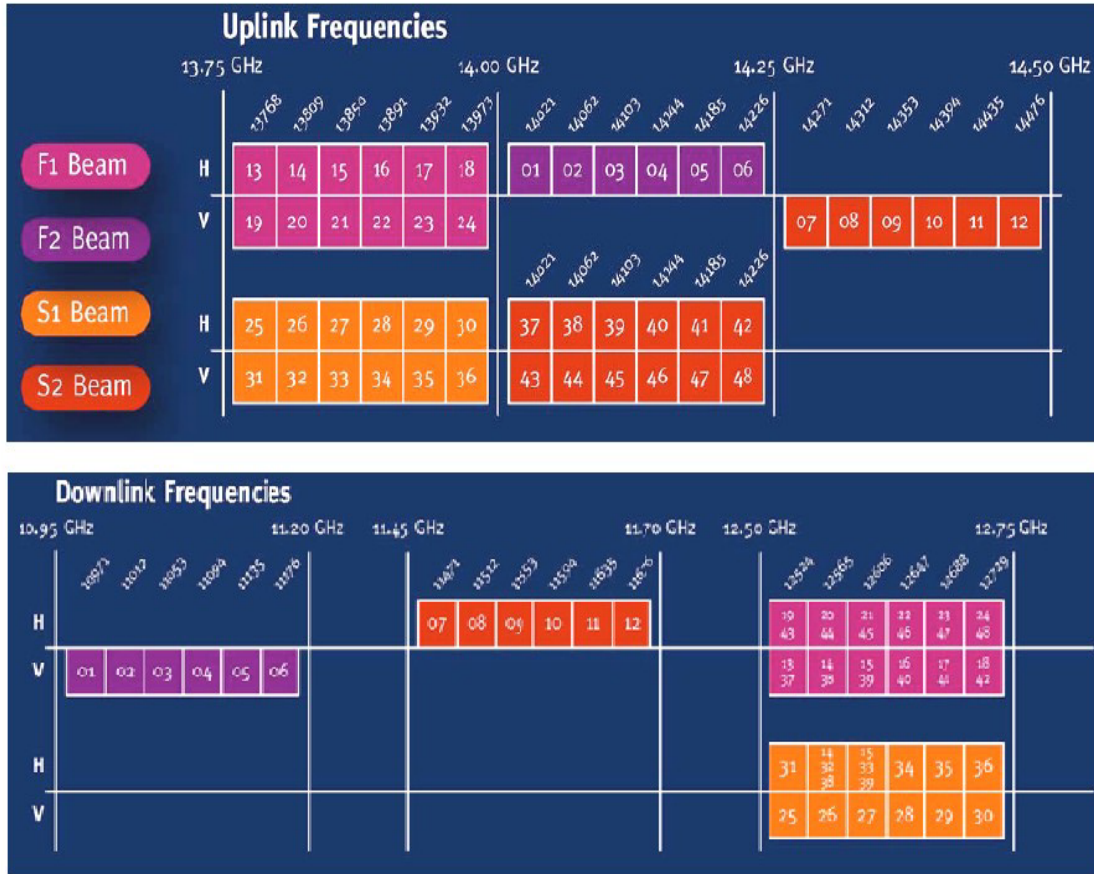 Uplink Frequencies
13.75 GHz 14.00 GHz 14.25 GHz 14.50 GHz
13768 13809 13850 13891 13932 13973 14021 14062 14103 14144 14185 14226 14271 14312 14353 14394 14435 14476
F1 Beam
H 13 14 15 16 17 18 01 02 03 04 05 06
V 19 20 21 22 23 24 07 08 09 10 11 12
F2 Beam
14021 14062 14103 14144 14185 14226
S1 Beam
H 25 26 27 28 29 30 37 38 39 40 41 42
V 31 32 33 34 35 36 43 44 45 46 47 48
S2 Beam
Downlink Frequencies
10.95 GHz 11.20 GHz 11.45 GHz 11.70 GHz 12.50 GHz 12.75 GHz
11053 11094 11135 11176 11471 11512 11553 11594 11635 12524 12565 12606 12647 12688 12729
H 07 08 09 10 11 12 19 20 21 22 23 24
43 44 45 46 47 48
V 01 02 03 04 05 06 13 14 15 16 17 18
37 38 39 40 41 42
14 15
H 31 32 33 34 35 36
38 39
V 25 26 27 28 29 30